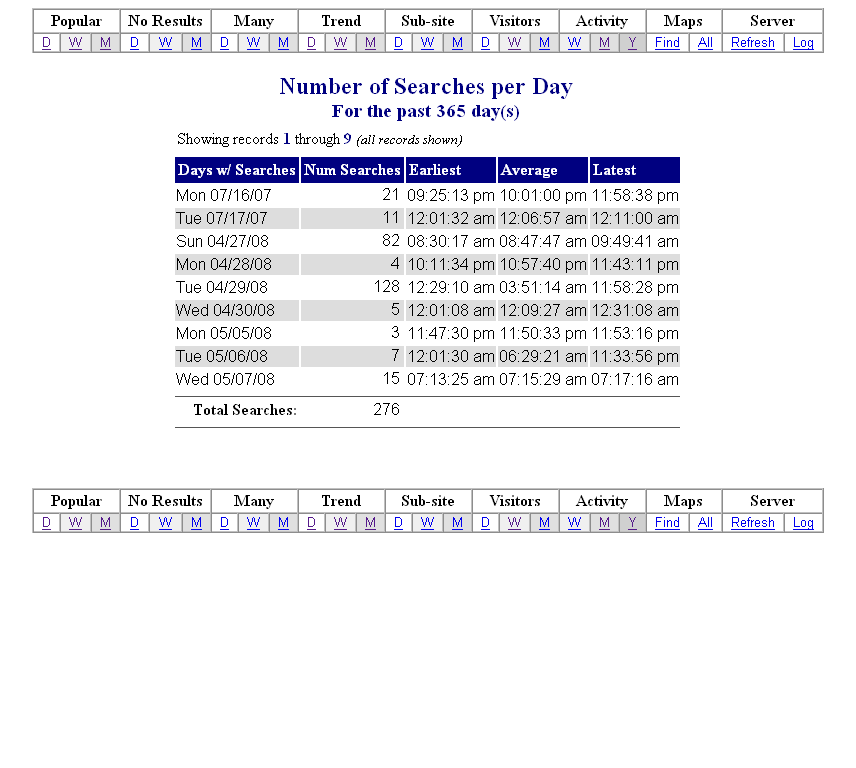 Popular No Results Many Trend Sub-site Visitors Activity Maps Server
D W M D W M D W M D W M D W M D W M W M Y Find All Refresh Log
Number of Searches per Day
For the past 365 day(s)
Showing records 1 through 9 (all records shown)
Days w/ Searches Num Searches Earliest Average Latest
Mon 07/16/07 21 09:25:13 pm 10:01:00 pm 11:58:38 pm
Tue 07/17/07 11 12:01:32 am 12:06:57 am 12:11:00 am
Sun 04/27/08 82 08:30:17 am 08:47:47 am 09:49:41 am
Mon 04/28/08 4 10:11:34 pm 10:57:40 pm 11:43:11 pm
Tue 04/29/08 128 12:29:10 am 03:51:14 am 11:58:28 pm
Wed 04/30/08 5 12:01:08 am 12:09:27 am 12:31:08 am
Mon 05/05/08 3 11:47:30 pm 11:50:33 pm 11:53:16 pm
Tue 05/06/08 7 12:01:30 am 06:29:21 am 11:33:56 pm
Wed 05/07/08 15 07:13:25 am 07:15:29 am 07:17:16 am
Total Searches: 276
Popular No Results Many Trend Sub-site Visitors Activity Maps Server
D W M D W M D W M D W M D W M D W M W M Y Find All Refresh Log